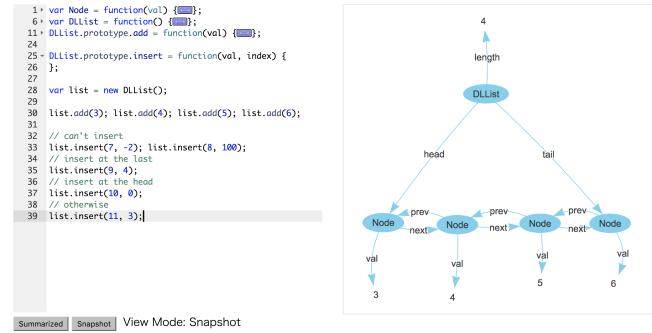 1 var Node = function(val) {};
6 var DLList = function() {};
11 DLList.prototype.add = function(val) {};
24
25 DLList.prototype.insert = function(val, index) {
26 };
27
28 var list = new DLList();
29
30 list.add(3); list.add(4); list.add(5); list.add(6);
31
32 // can't insert
33 list.insert(7, -2); list.insert(8, 100);
34 // insert at the last
35 list.insert(9, 4);
36 // insert at the head
37 list.insert(10, 0);
38 // otherwise
39 list.insert(11, 3);
Summarized Snapshot View Mode: Snapshot
4
length
DLList
head tail
prev prev prev
Node Node Node Node
next next next
val val val val
3 4 5 6